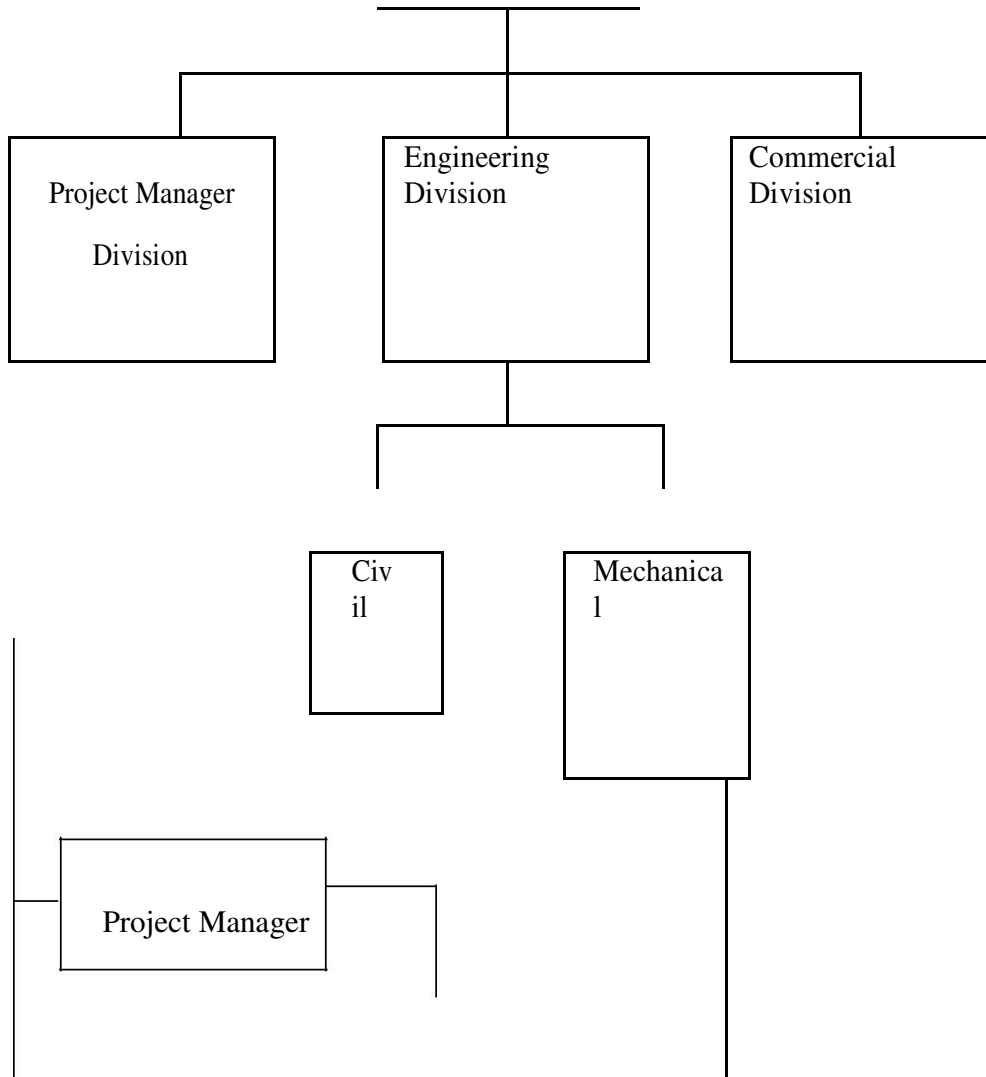 Project Manager
Division
Engineering
Division
Commercial
Division
Civ
il
Mechanica
l
Project Manager